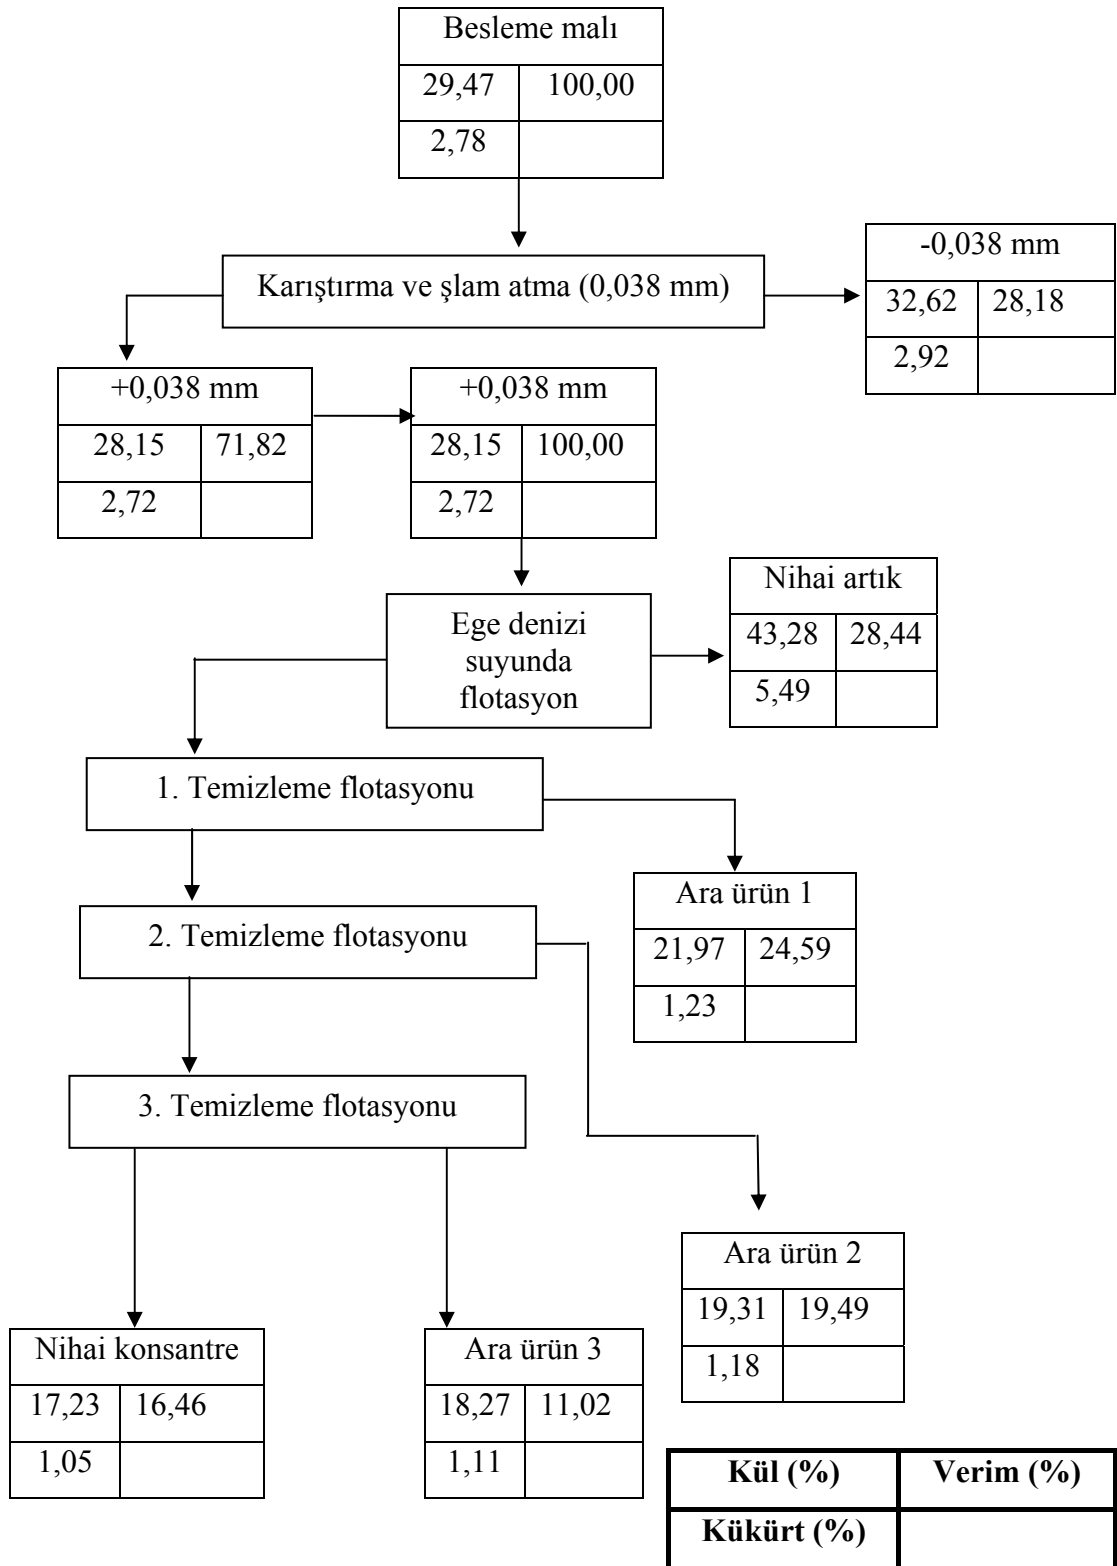 Besleme malı
29,47 100,00
2,78
-0,038 mm
Karıştırma ve şlam atma (0,038 mm)
32,62 28,18
2,92
+0,038 mm
28,15 71,82
2,72
+0,038 mm
28,15 100,00
2,72
Nihai artık
43,28 28,44
5,49
Ege denizi
suyunda
flotasyon
1. Temizleme flotasyonu
Ara ürün 1
21,97 24,59
1,23
2. Temizleme flotasyonu
3. Temizleme flotasyonu
Ara ürün 2
19,31 19,49
1,18
Nihai konsantre
17,23 16,46
1,05
Ara ürün 3
18,27 11,02
1,11
Kül (%) Verim (%)
Kükürt (%)